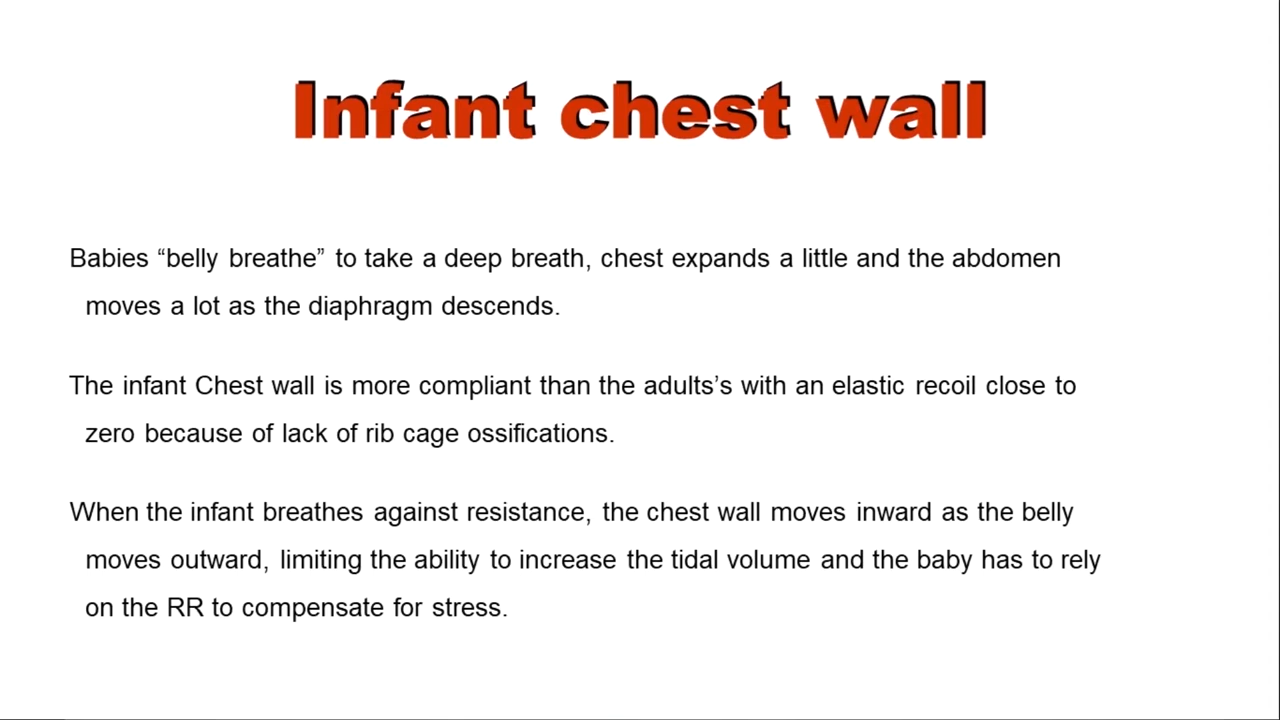 Infant chest wall
Babies “belly breathe” to take a deep breath, chest expands a little and the abdomen
moves a lot as the diaphragm descends.
The infant Chest wall is more compliant than the adults’s with an elastic recoil close to
zero because of lack of rib cage ossifications.
When the infant breathes against resistance, the chest wall moves inward as the belly
moves outward, limiting the ability to increase the tidal volume and the baby has to rely
on the RR to compensate for stress.